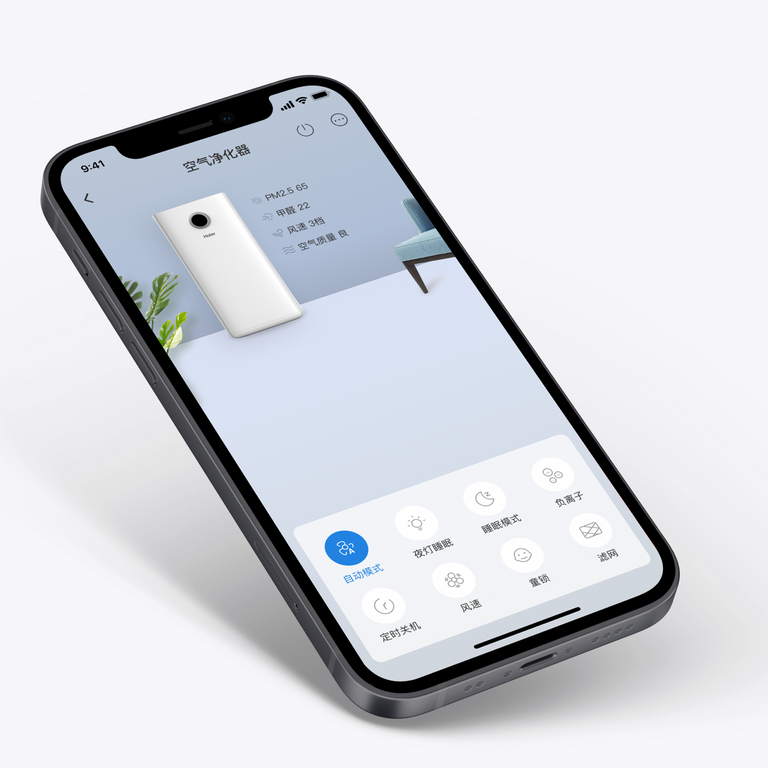 9:41
空气净化器
PM2.5 65
甲醛 22
风速 3档
空气质量 良
Haier
自动模式
夜灯睡眠
睡眠模式
负离子
定时关机
风速
童锁
滤网